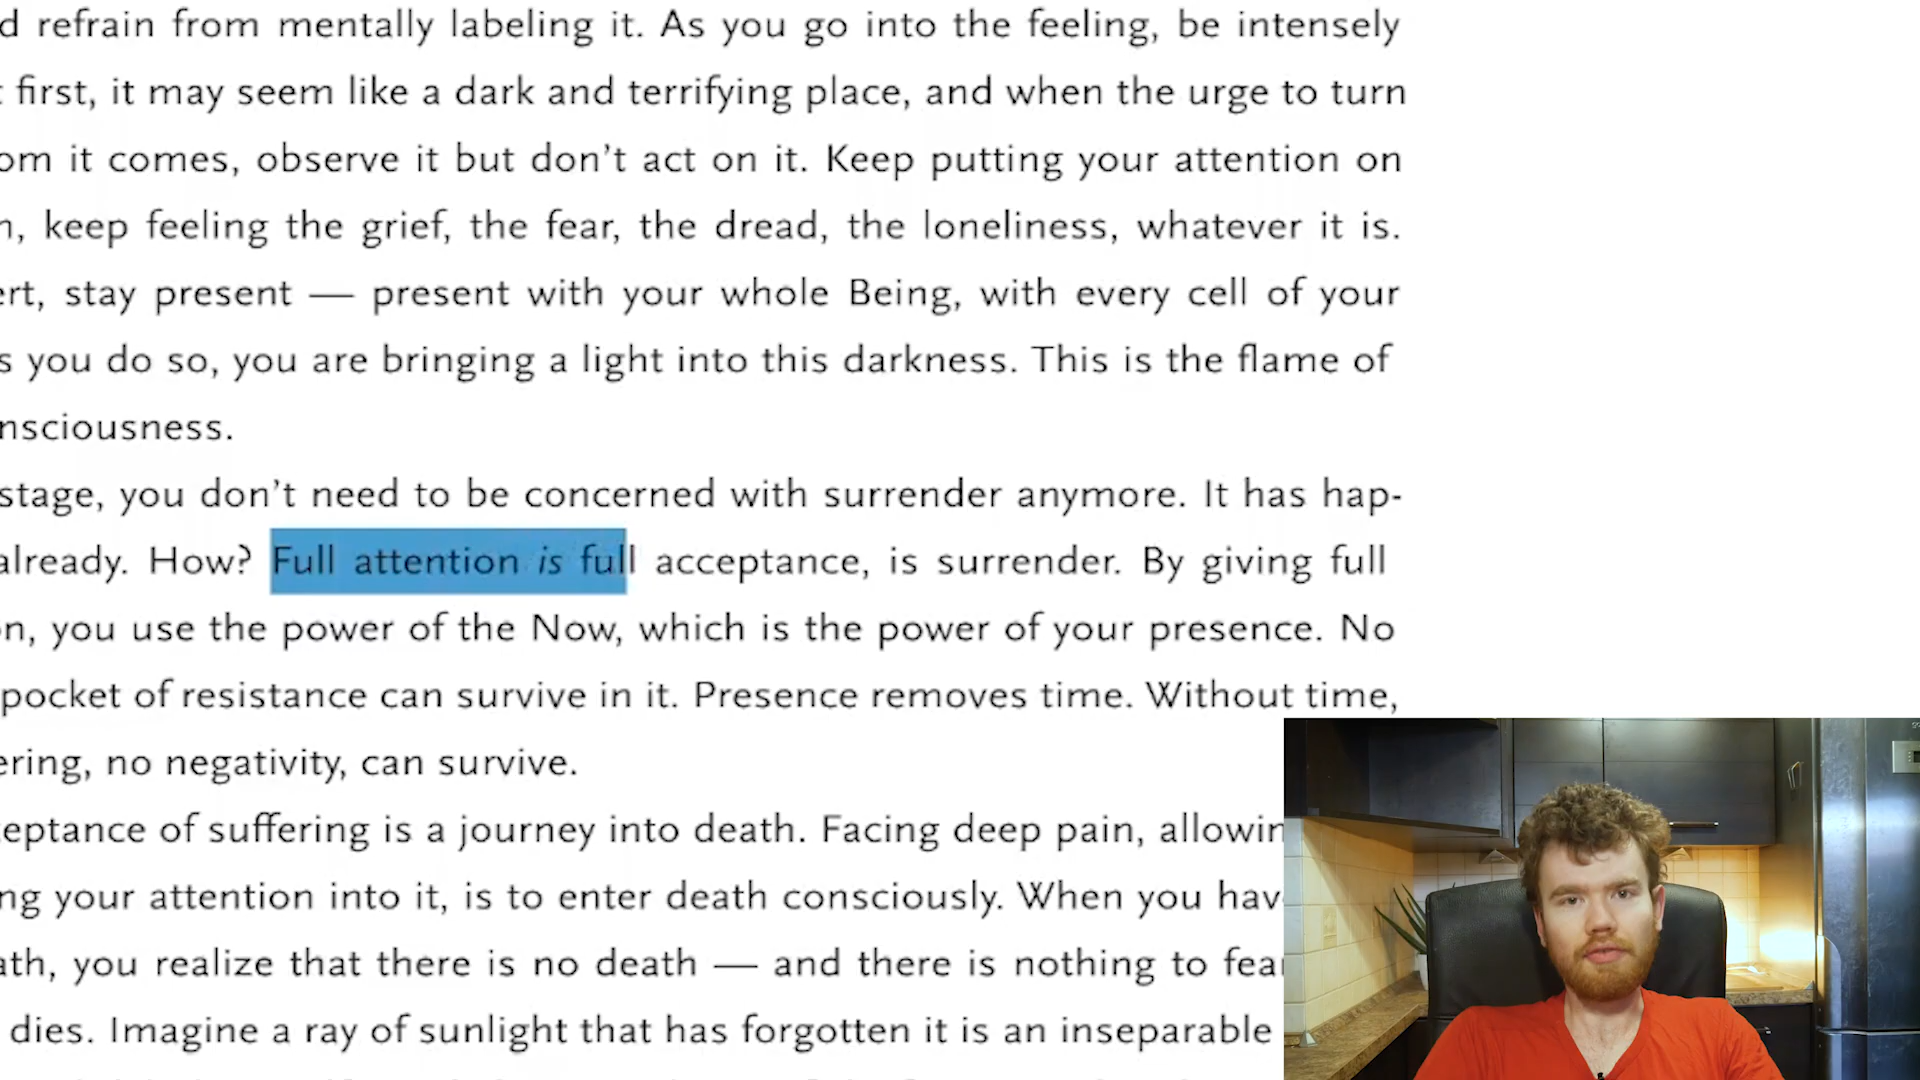 d refrain from mentally labeling it. As you go into the feeling, be intensely
first, it may seem like a dark and terrifying place, and when the urge to turn
om it comes, observe it but don't act on it. Keep putting your attention on
n, keep feeling the grief, the fear, the dread, the loneliness, whatever it is.
ert, stay present — present with your whole Being, with every cell of your
s you do so, you are bringing a light into this darkness. This is the flame of
nsciousness.
stage, you don't need to be concerned with surrender anymore. It has hap-
already. How? Full attention is full acceptance, is surrender. By giving full
on, you use the power of the Now, which is the power of your presence. No
pocket of resistance can survive in it. Presence removes time. Without time,
ering, no negativity, can survive.
eptance of suffering is a journey into death. Facing deep pain, allowin
ng your attention into it, is to enter death consciously. When you hav
ath, you realize that there is no death — and there is nothing to fear
dies. Imagine a ray of sunlight that has forgotten it is an inseparable